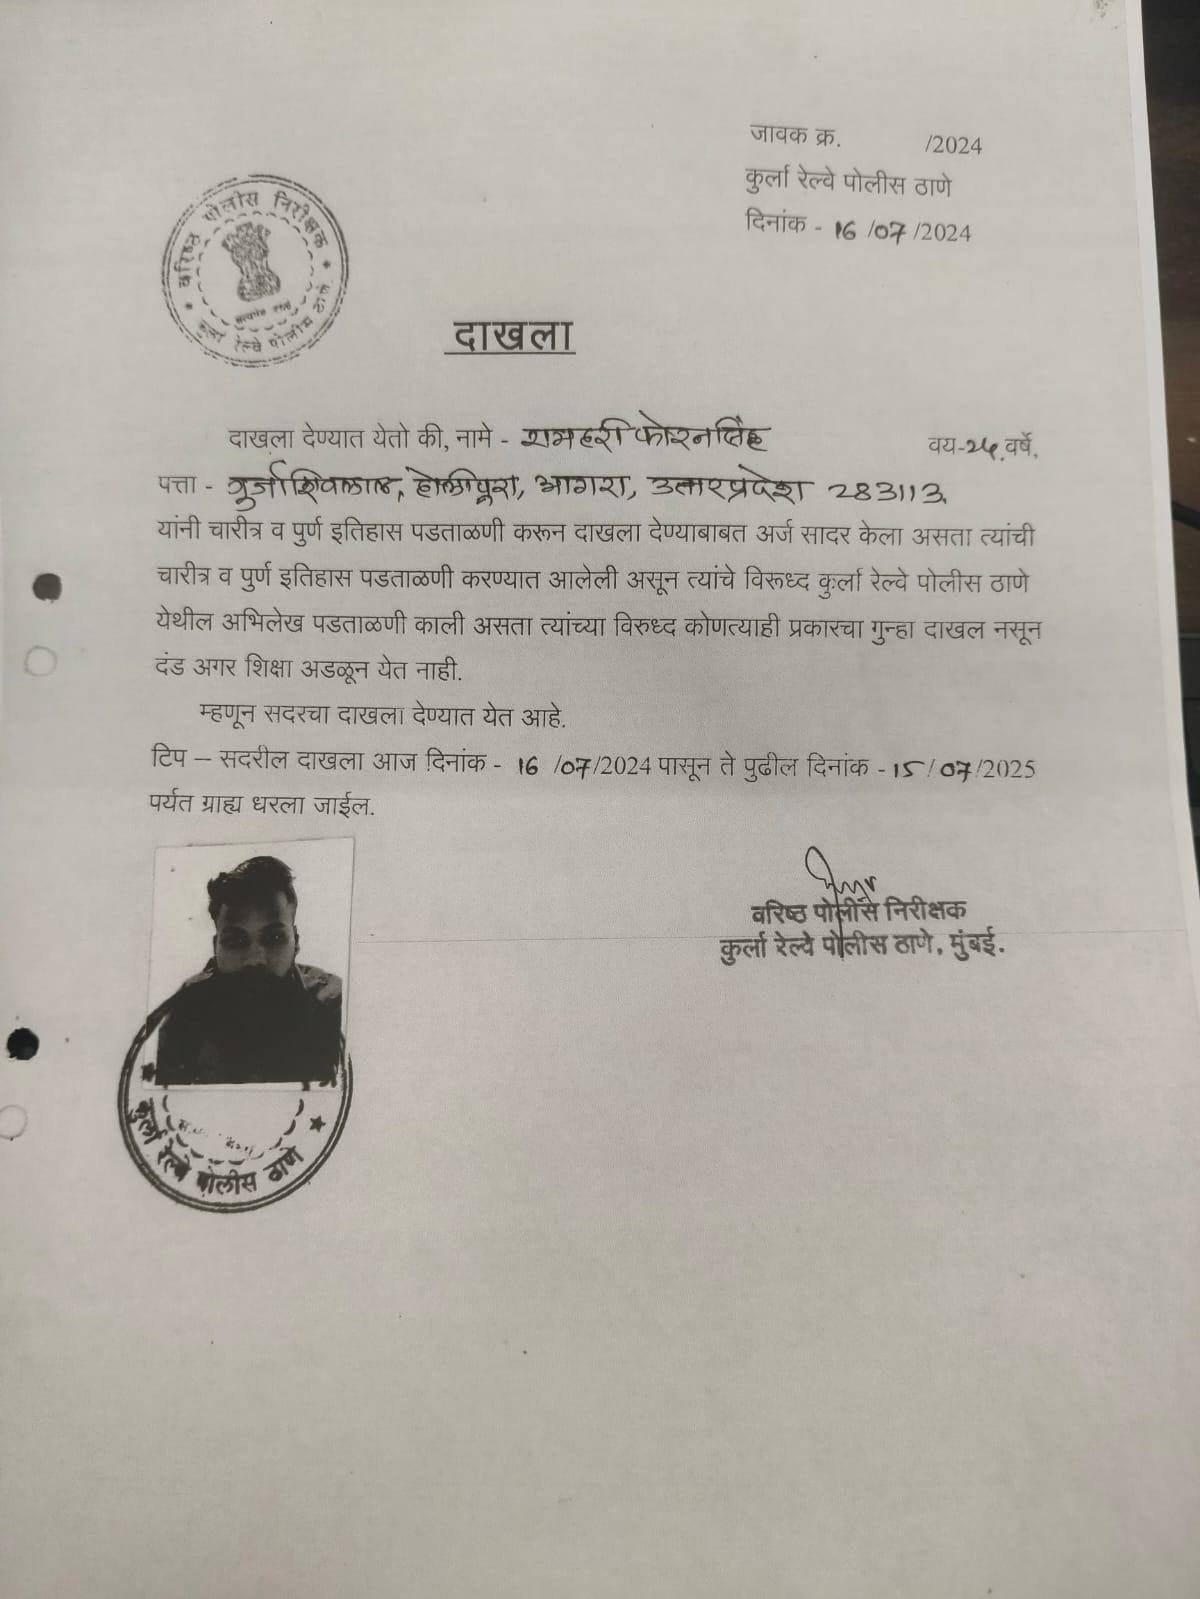 जावक क्र. /2024
कुर्ला रेल्वे पोलीस ठाणे
दिनांक - 16 /07 /2024
वरिष्ठ पोलीस निरीक्षक
कुर्ला रेल्वे पोलीस ठाणे
दाखला
दाखला देण्यात येतो की, नामे - रामहरी फोरनसिंह वय-24 वर्षे,
पत्ता - शिवलाल, होलीपुरा, आगरा, उत्तरप्रदेश 283113
यांनी चारीत्र व पुर्ण इतिहास पडताळणी करून दाखला देण्याबाबत अर्ज सादर केला असता त्यांची
चारीत्र व पुर्ण इतिहास पडताळणी करण्यात आलेली असून त्यांचे विरूध्द कुर्ला रेल्वे पोलीस ठाणे
येथील अभिलेख पडताळणी काली असता त्यांच्या विरुध्द कोणत्याही प्रकारचा गुन्हा दाखल नसून
दंड अगर शिक्षा अडळून येत नाही.
म्हणून सदरचा दाखला देण्यात येत आहे.
टिप – सदरील दाखला आज दिनांक - 16 /07/2024 पासून ते पुढील दिनांक - 15/07/2025
पर्यत ग्राह्य धरला जाईल.
वरिष्ठ पोलीस निरीक्षक
कुर्ला रेल्वे पोलीस ठाणे, मुंबई.
कुर्ला रेल्वे पोलीस ठाणे